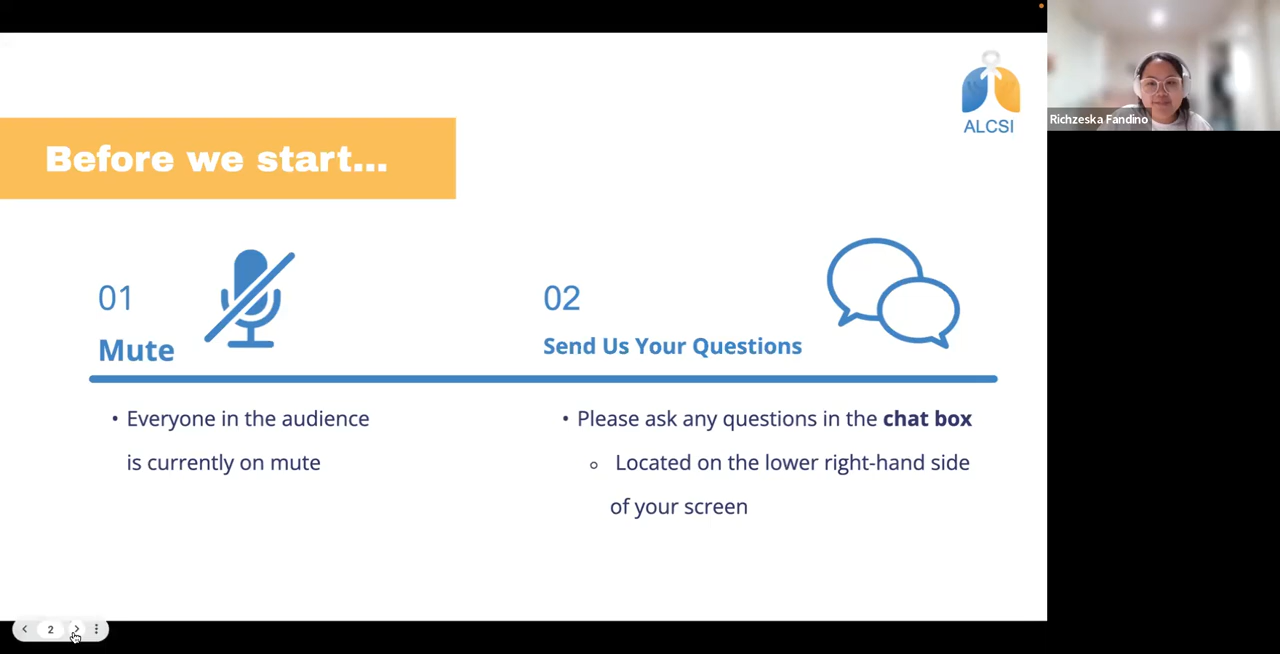 ALCSI
Richzeska Fandino
Before we start...
01
Mute
02
Send Us Your Questions
• Everyone in the audience
is currently on mute
• Please ask any questions in the chat box
○ Located on the lower right-hand side
of your screen
2